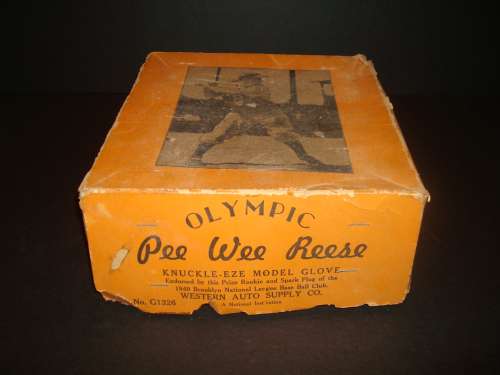 OLYMPIC
Pee Wee Reese
KNUCKLE-EZE MODEL GLOVE
Endorsed by this Prize Rookie and Spark Plug of the
1940 Brooklyn National League Base Ball Club.
WESTERN AUTO SUPPLY CO.
No. G1326
A National Institution